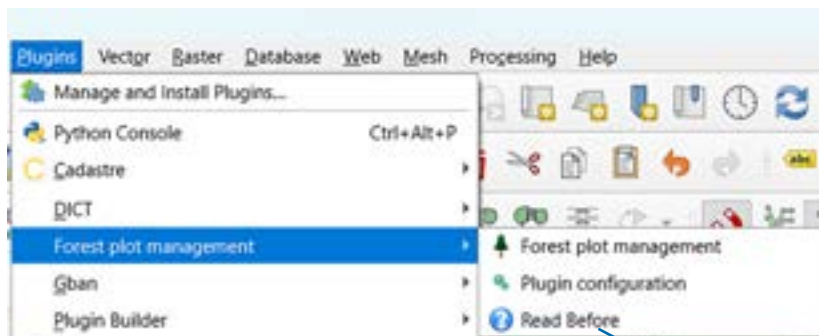 Plugins Vector Raster Database Web Mesh Processing Help
Manage and Install Plugins...
Python Console Ctrl+Alt+P
Cadastre
DICT
Forest plot management
Gban
Plugin Builder
Forest plot management
Plugin configuration
Read Before
abc